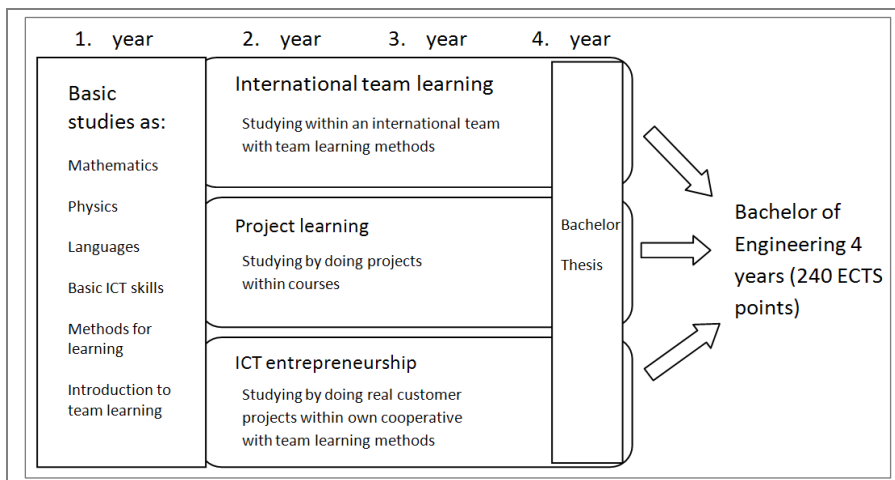 1. year 2. year 3. year 4. year
Basic
studies as:
Mathematics
Physics
Languages
Basic ICT skills
Methods for
learning
Introduction to
team learning
International team learning
Studying within an international team
with team learning methods
Project learning
Studying by doing projects
within courses
ICT entrepreneurship
Studying by doing real customer
projects within own cooperative
with team learning methods
Bachelor
Thesis
Bachelor of
Engineering 4
years (240 ECTS
points)